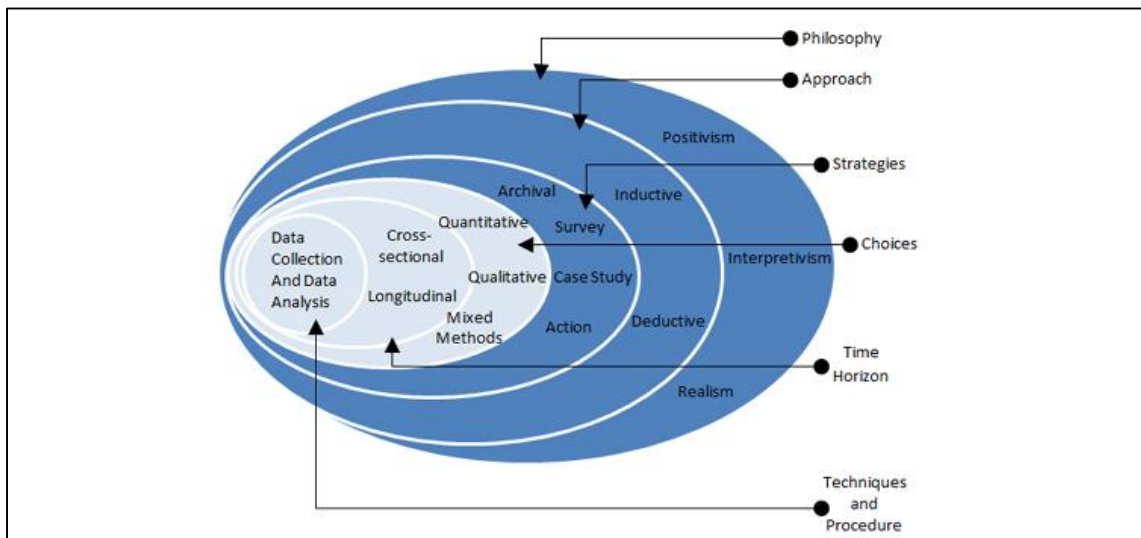 Philosophy
Approach
Positivism
Strategies
Archival
Inductive
Quantitative
Survey
Data
Collection
And Data
Analysis
Cross-
sectional
Choices
Interpretivism
Qualitative
Case Study
Longitudinal
Mixed
Methods
Action
Deductive
Time
Horizon
Realism
Techniques
and
Procedure